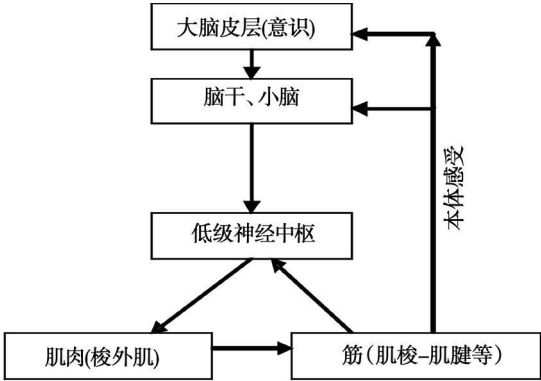 大脑皮层(意识)
脑干、小脑
本体感受
低级神经中枢
肌肉(梭外肌)
筋(肌梭-肌腱等)